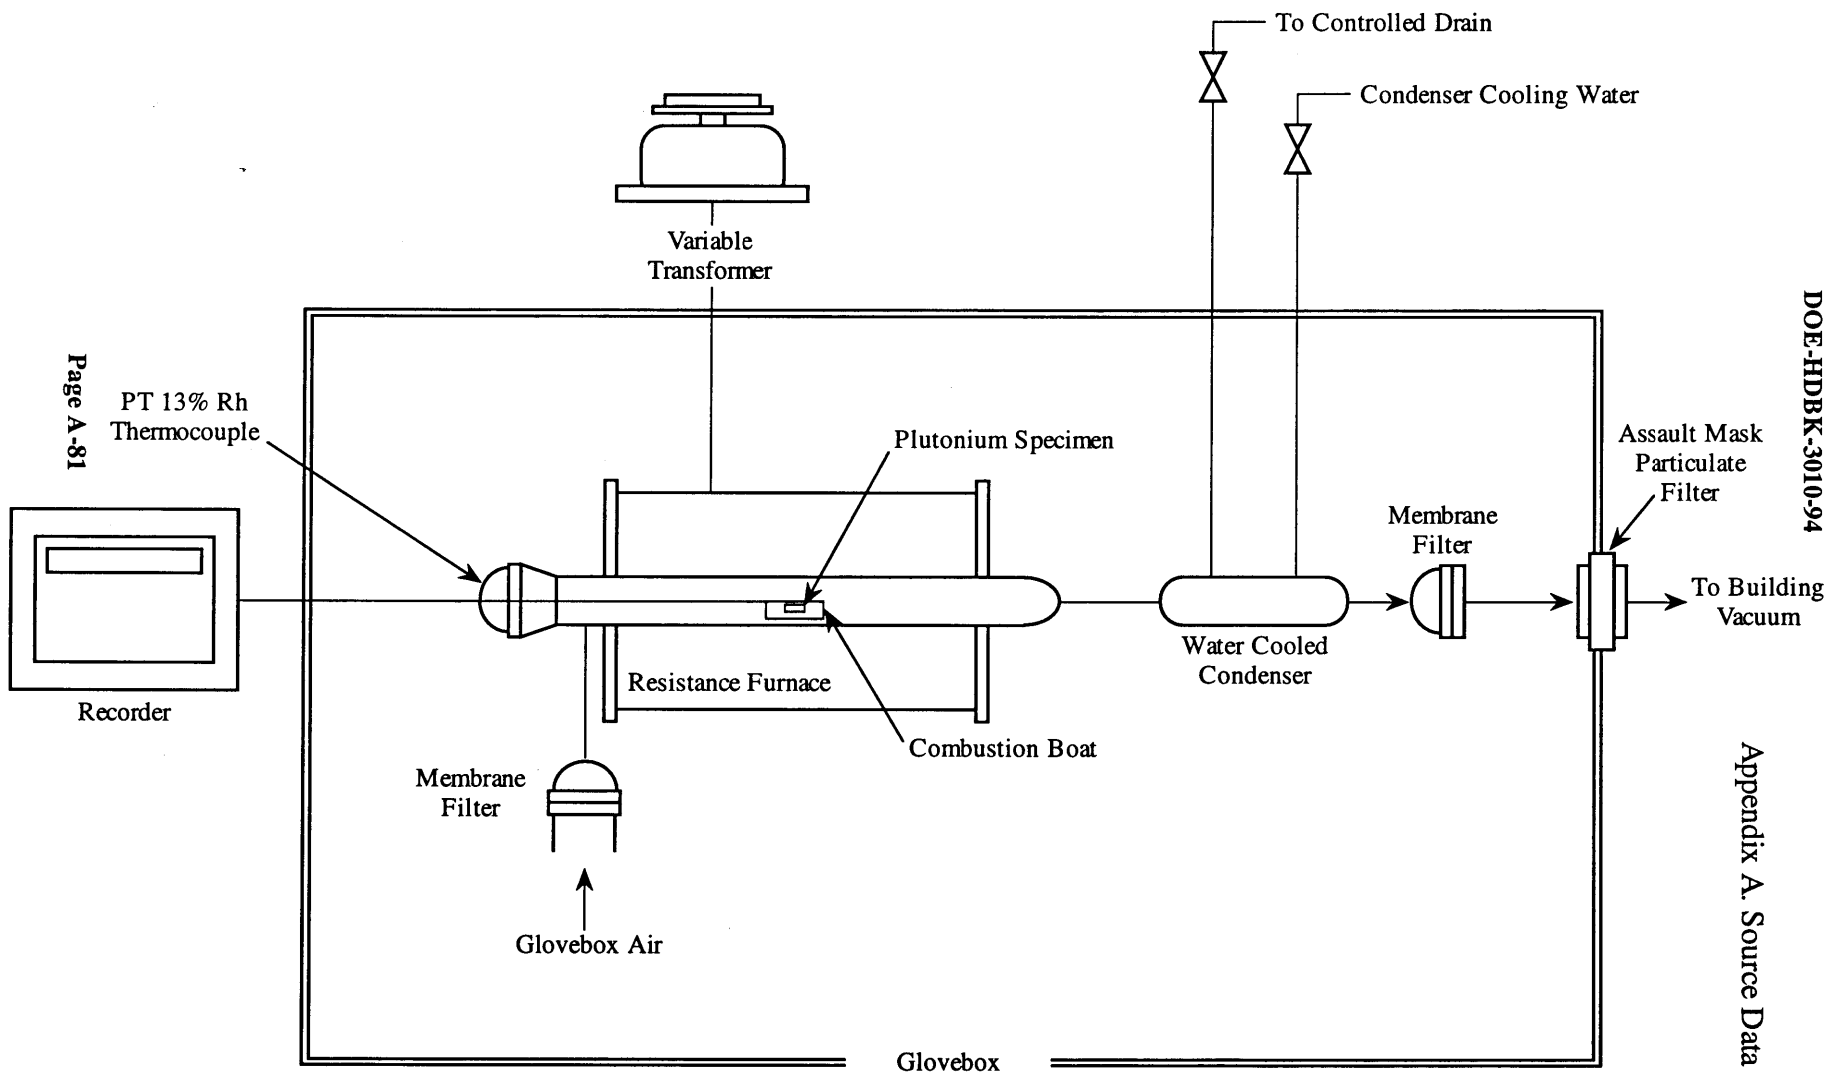 To Controlled Drain
Condenser Cooling Water
Variable
Transformer
DOE-HDBK-3010-94
Page A-81
PT 13% Rh
Thermocouple
Plutonium Specimen
Assault Mask
Particulate
Filter
Membrane
Filter
To Building
Vacuum
Water Cooled
Condenser
Resistance Furnace
Recorder
Combustion Boat
Membrane
Filter
Appendix A. Source Data
Glovebox Air
Glovebox